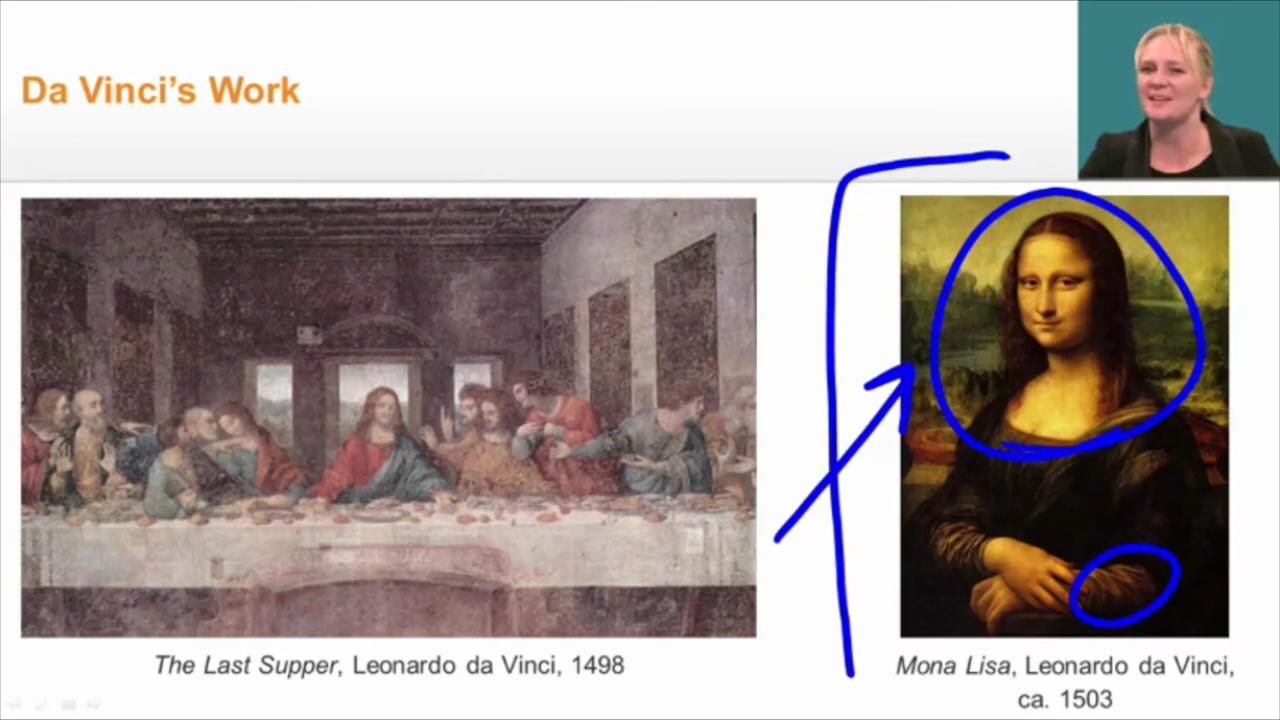 Da Vinci's Work
The Last Supper, Leonardo da Vinci, 1498
Mona Lisa, Leonardo da Vinci,
ca. 1503